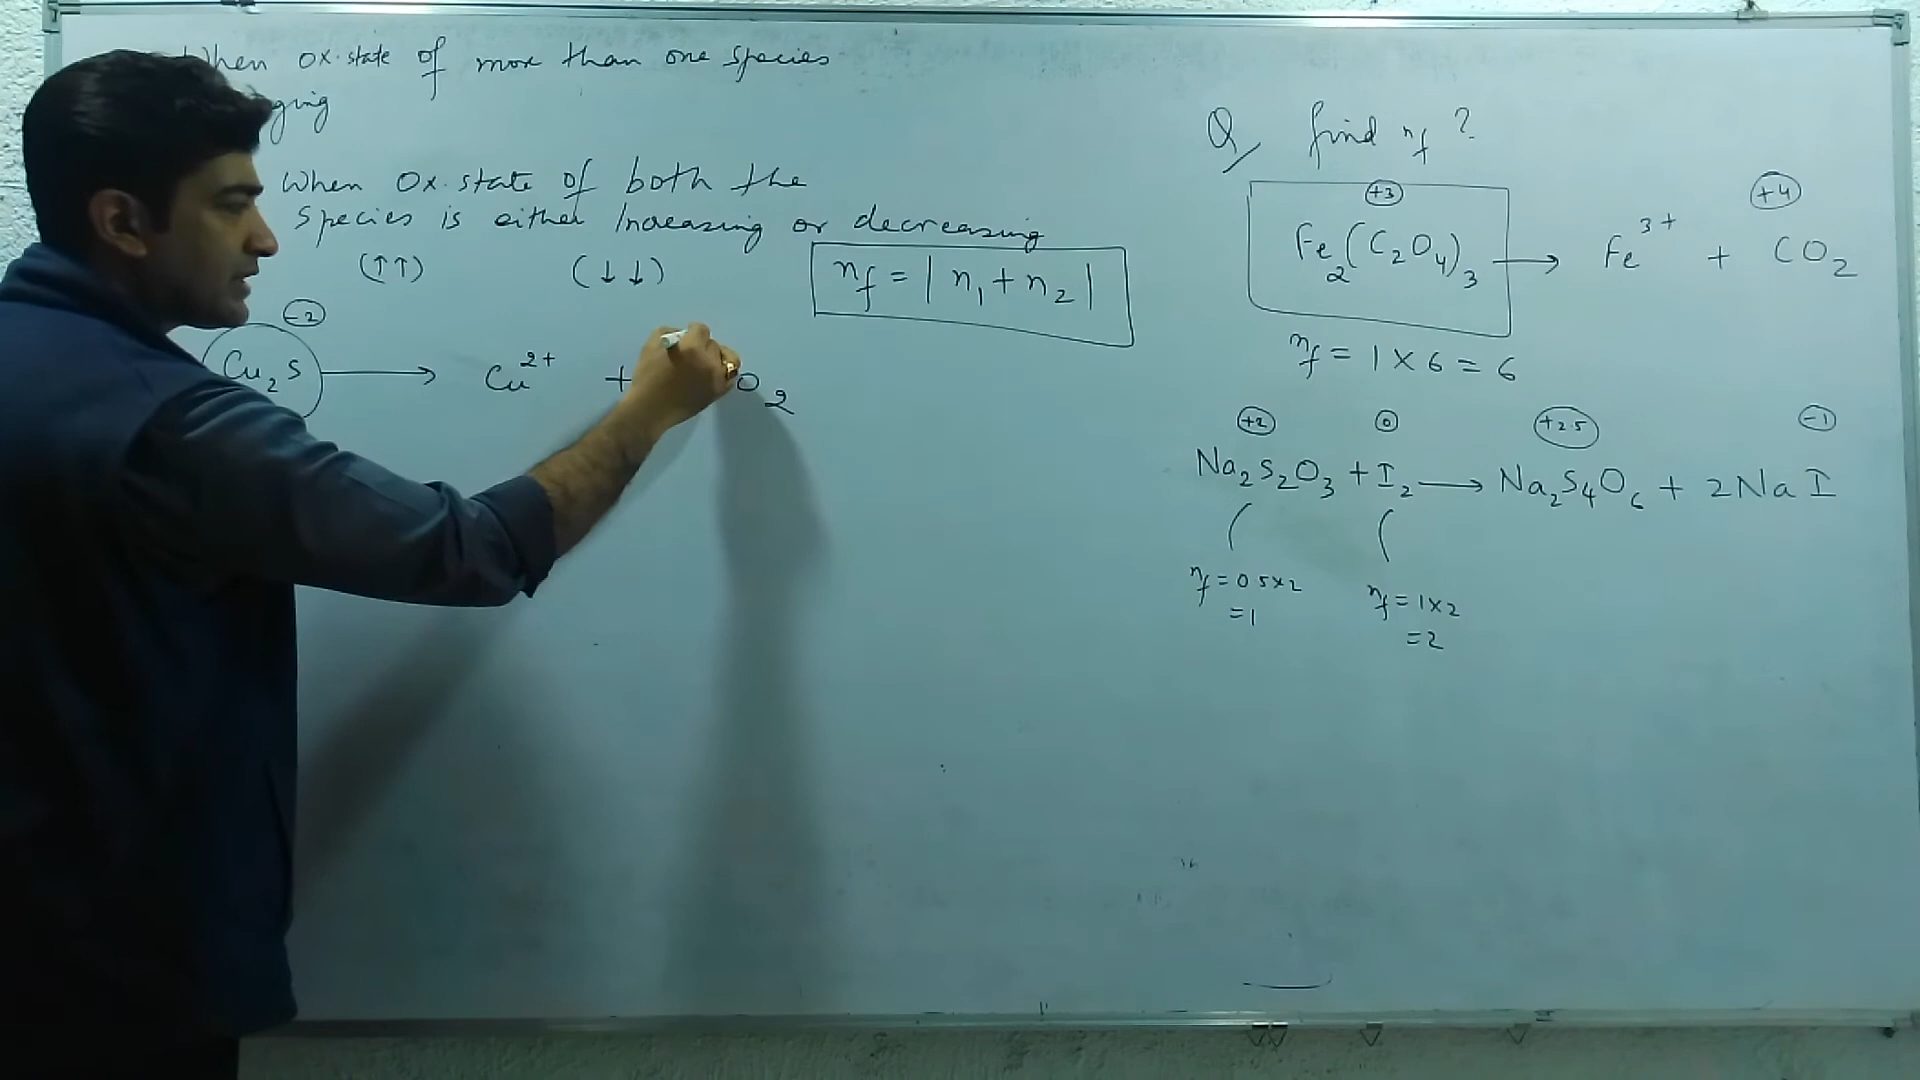 When ox. state of more than one species
ging
When Ox. state of both the
Species is either Increasing or decreasing
(↑↑) (↓↓)
nf = | n₁ + n₂ |
-2
Cu₂S ⟶ Cu²⁺ + O₂
Q, find nf ?
+3 +4
Fe₂(C₂O₄)₃ ⟶ Fe³⁺ + CO₂
nf = 1 × 6 = 6
+2 0 +2.5 -1
Na₂S₂O₃ + I₂ ⟶ Na₂S₄O₆ + 2NaI
nf = 0.5×2
= 1
nf = 1×2
= 2